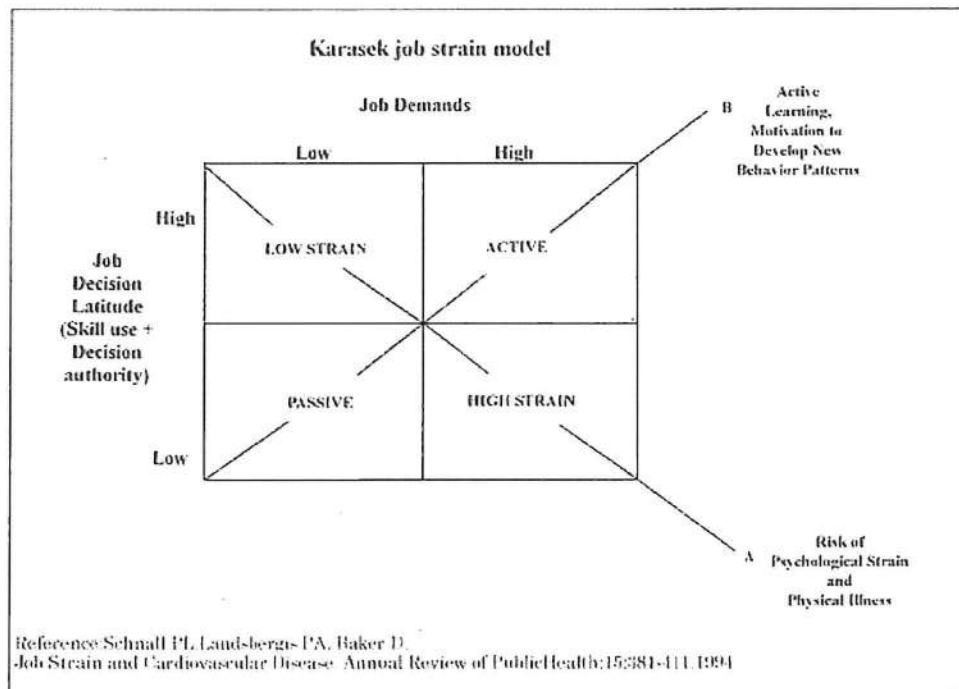 Karasek job strain model
Job Demands
Low
High
B
Active
Learning,
Motivation to
Develop New
Behavior Patterns
High
LOW STRAIN
ACTIVE
Job
Decision
Latitude
(Skill use +
Decision
authority)
PASSIVE
HIGH STRAIN
Low
A
Risk of
Psychological Strain
and
Physical Illness
Reference:Schnall PL, Landsbergis PA, Baker D.
Job Strain and Cardiovascular Disease. Annual Review of PublicHealth:15:381-411,1994